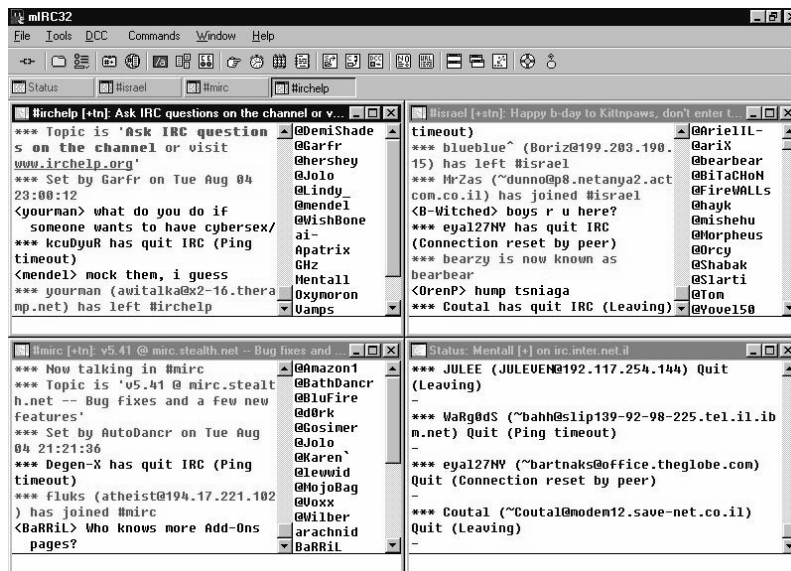 mIRC32
File Tools DCC Commands Window Help
Status #israel #mirc #irchelp
#irchelp [+tn]: Ask IRC questions on the channel or v...
*** Topic is 'Ask IRC question
s on the channel or visit
www.irchelp.org'
*** Set by Garfr on Tue Aug 04
23:00:12
<yourman> what do you do if
someone wants to have cybersex/
*** kcuDyuR has quit IRC (Ping
timeout)
<mendel> mock them, i guess
*** yourman (awitalka@x2-16.thera
mp.net) has left #irchelp
@DemiShade
@Garfr
@hershey
@Jolo
@Lindy_
@mendel
@WishBone
ai-
Apatrix
GHz
Mentall
Oxymoron
Vamps
#israel [+stn]: Happy b-day to Kittnpaws, don't enter t...
timeout)
*** blueblue^ (Boriz@199.203.190.
15) has left #israel
*** MrZas (~dunno@p8.netanya2.act
com.co.il) has joined #israel
<B-Witched> boys r u here?
*** eyal27NY has quit IRC
(Connection reset by peer)
*** bearzy is now known as
bearbear
<OrenP> hump tsniaga
*** Coutal has quit IRC (Leaving)
@ArielIL-
@ariX
@bearbear
@BiTaCHoN
@FireWALLs
@hayk
@mishehu
@Morpheus
@Orcy
@Shabak
@Slarti
@Tom
@Yovel50
#mirc [+tn]: v5.41 @ mirc.stealth.net -- Bug fixes and ...
*** Now talking in #mirc
*** Topic is 'v5.41 @ mirc.stealt
h.net -- Bug fixes and a few new
features'
*** Set by AutoDancr on Tue Aug
04 21:21:36
*** Degen-X has quit IRC (Ping
timeout)
*** fluks (atheist@194.17.221.102
) has joined #mirc
<BaRRiL> Who knows more Add-Ons
pages?
@Amazon1
@BathDancr
@BluFire
@d0rk
@Gosimer
@Jolo
@Karen`
@lewwid
@MojoBag
@Voxx
@Wilber
arachnid
BaRRiL
Status: Mentall [+] on irc.inter.net.il
*** JULEE (JULEVEN@192.117.254.144) Quit
(Leaving)
-
*** WaRg0dS (~bahh@slip139-92-98-225.tel.il.ib
m.net) Quit (Ping timeout)
-
*** eyal27NY (~bartnaks@office.theglobe.com)
Quit (Connection reset by peer)
-
*** Coutal (~Coutal@modem12.save-net.co.il)
Quit (Leaving)
-